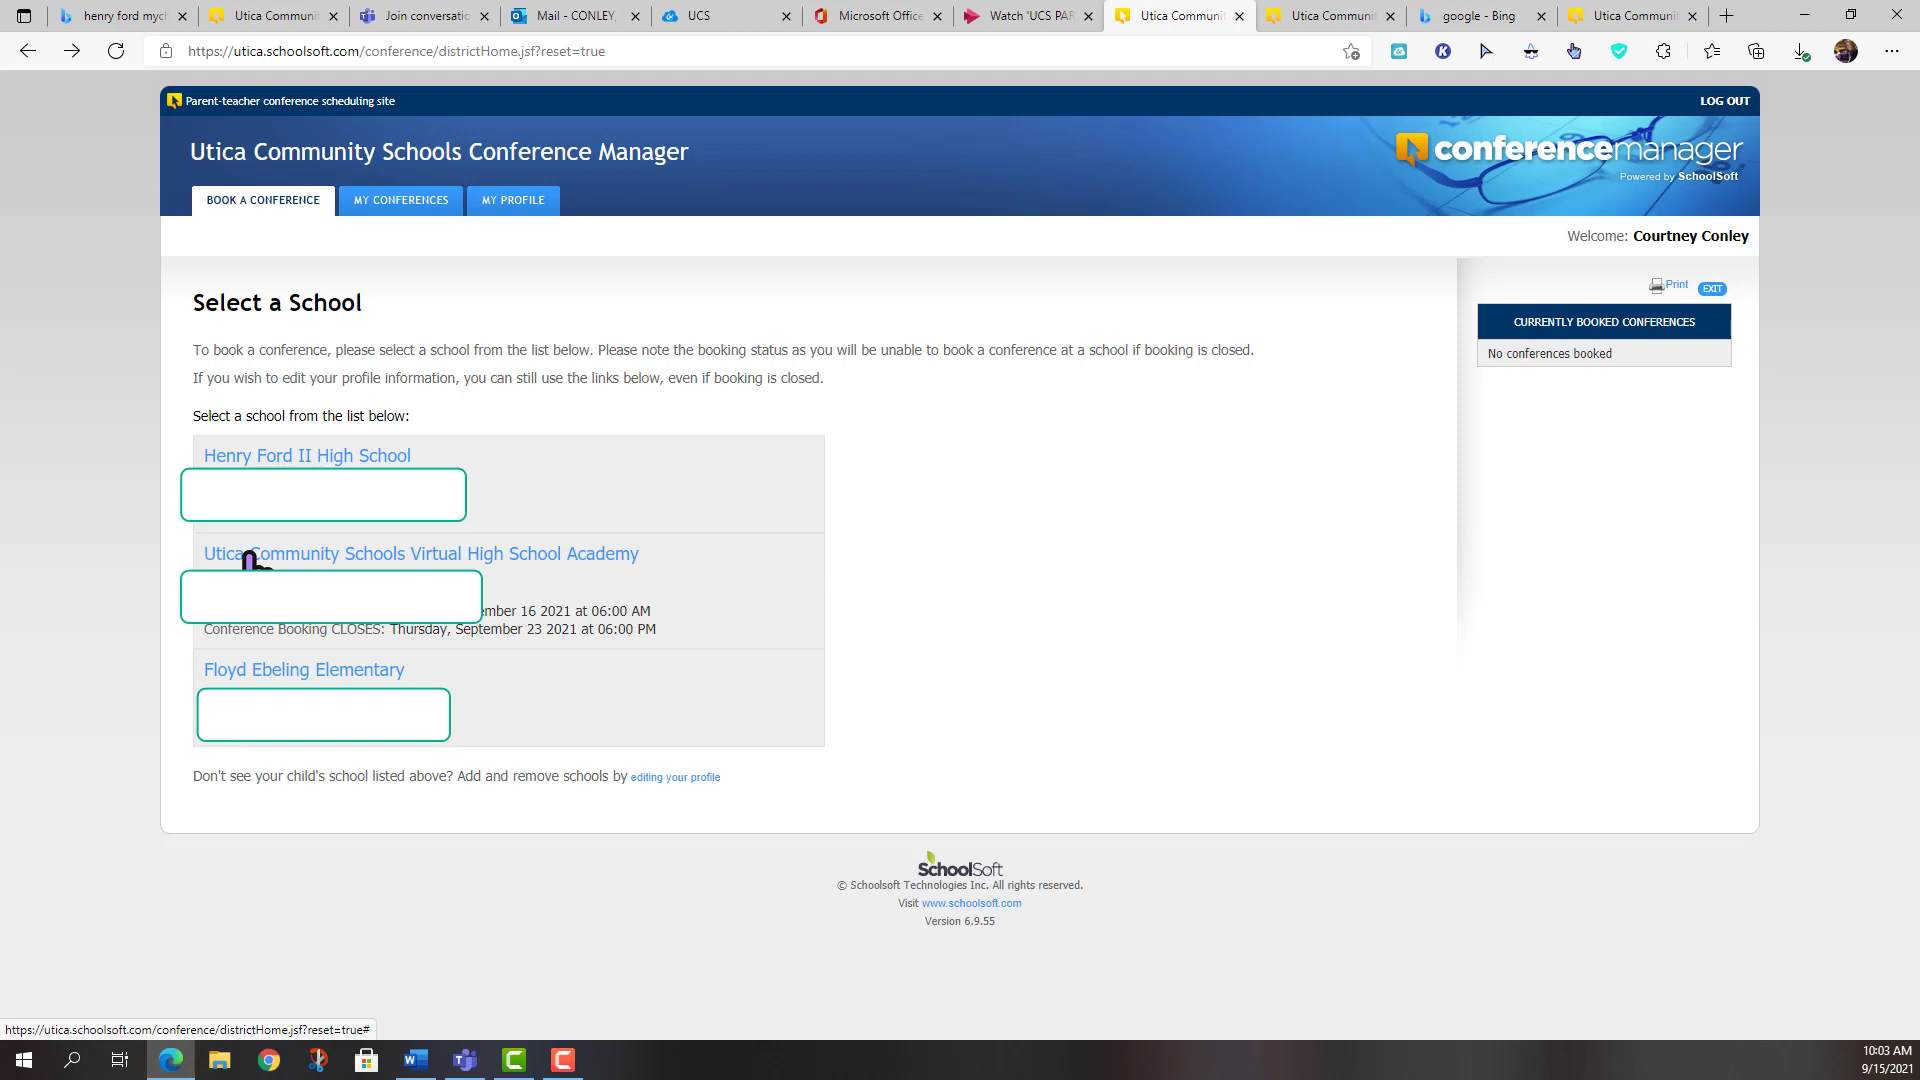 henry ford mych
Utica Communi
Join conversatio
Mail - CONLEY,
UCS
Microsoft Office
Watch 'UCS PAR
Utica Communi
Utica Communi
google - Bing
Utica Communi
https://utica.schoolsoft.com/conference/districtHome.jsf?reset=true
Parent-teacher conference scheduling site
LOG OUT
Utica Community Schools Conference Manager
conferencemanager
Powered by SchoolSoft
BOOK A CONFERENCE
MY CONFERENCES
MY PROFILE
Welcome: Courtney Conley
Print
EXIT
Select a School
CURRENTLY BOOKED CONFERENCES
No conferences booked
To book a conference, please select a school from the list below. Please note the booking status as you will be unable to book a conference at a school if booking is closed.
If you wish to edit your profile information, you can still use the links below, even if booking is closed.
Select a school from the list below:
Henry Ford II High School
Utica Community Schools Virtual High School Academy
ember 16 2021 at 06:00 AM
Conference Booking CLOSES: Thursday, September 23 2021 at 06:00 PM
Floyd Ebeling Elementary
Don't see your child's school listed above? Add and remove schools by editing your profile
SchoolSoft
© Schoolsoft Technologies Inc. All rights reserved.
Visit www.schoolsoft.com
Version 6.9.55
https://utica.schoolsoft.com/conference/districtHome.jsf?reset=true#
10:03 AM
9/15/2021